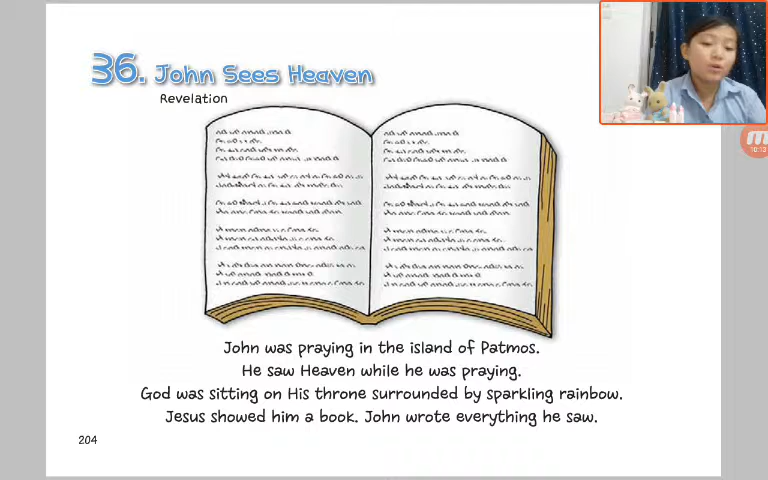 36. John Sees Heaven
Revelation
John was praying in the island of Patmos.
He saw Heaven while he was praying.
God was sitting on His throne surrounded by sparkling rainbow.
Jesus showed him a book. John wrote everything he saw.
204
M
10:13